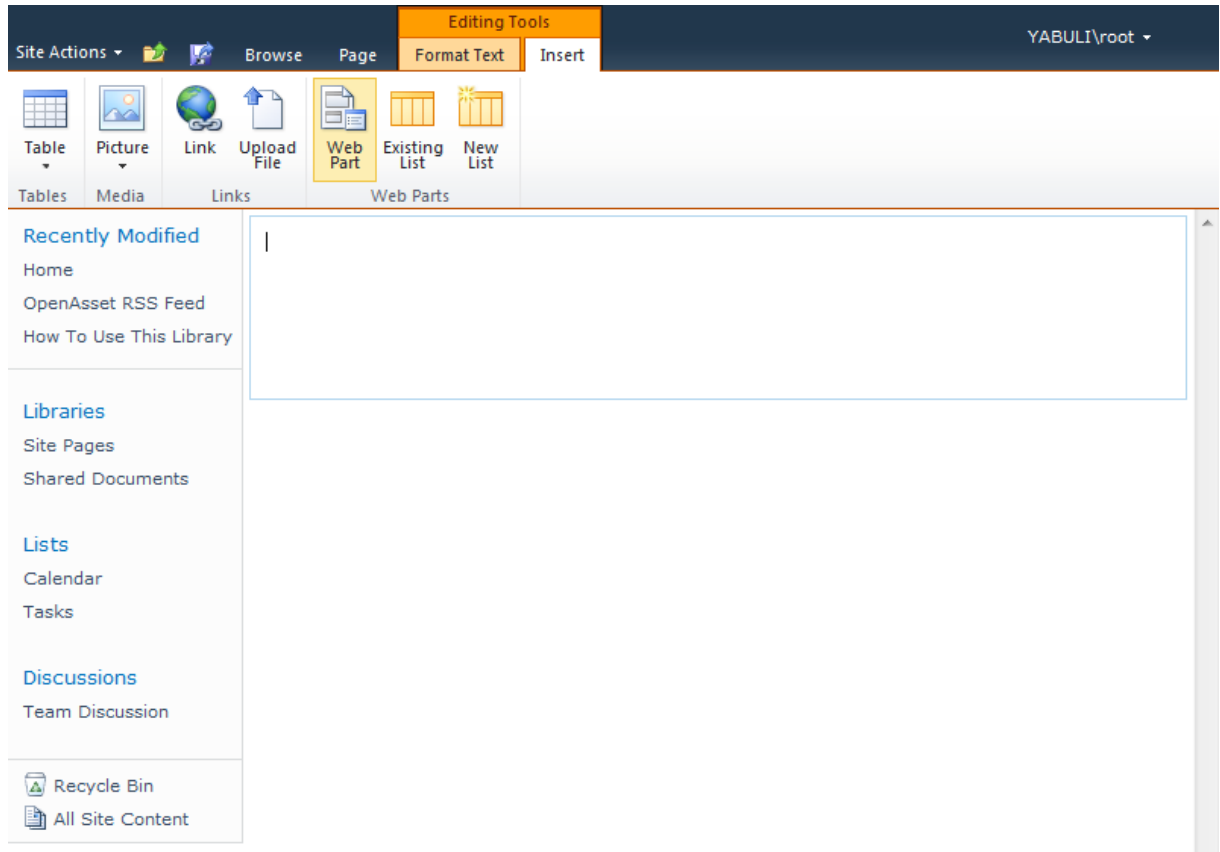 Editing Tools
YABULI\root
Site Actions Browse Page Format Text Insert
Table Picture Link Upload File Web Part Existing List New List
Tables Media Links Web Parts
Recently Modified
Home
OpenAsset RSS Feed
How To Use This Library
Libraries
Site Pages
Shared Documents
Lists
Calendar
Tasks
Discussions
Team Discussion
Recycle Bin
All Site Content